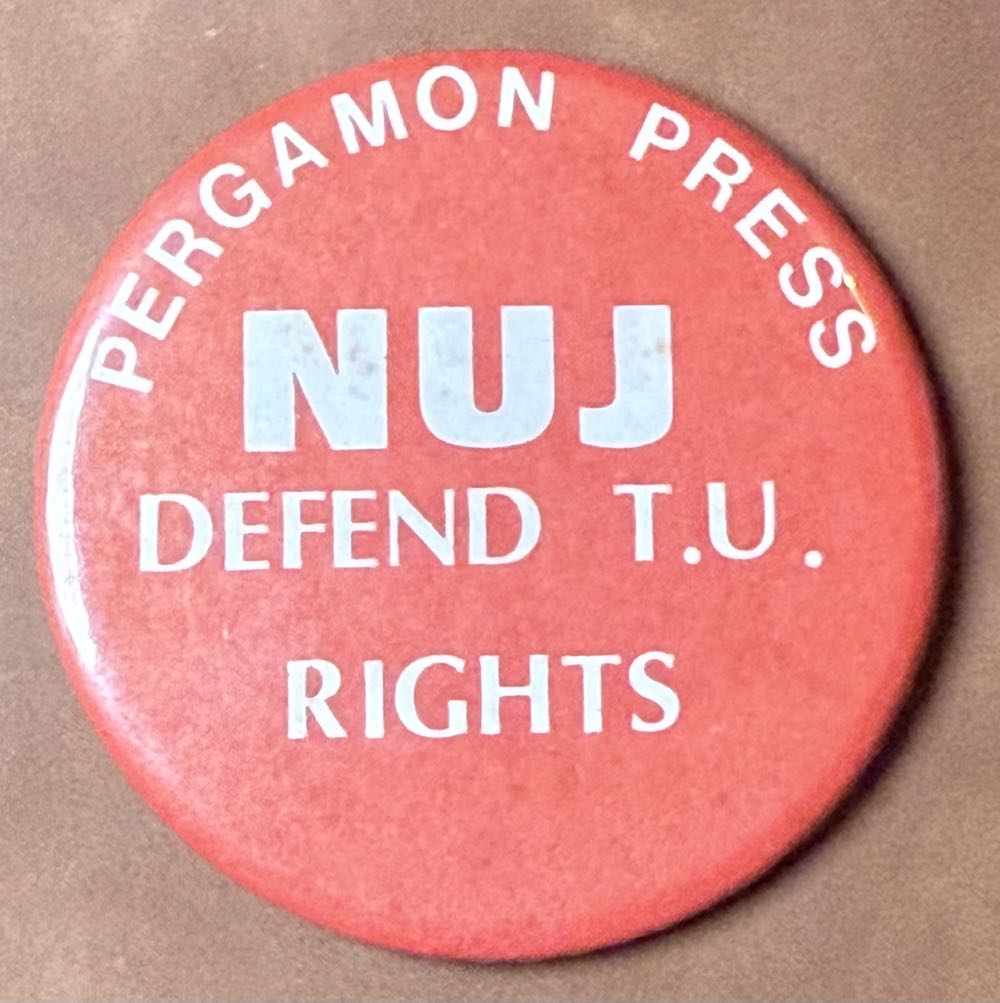 PERGAMON PRESS
NUJ
DEFEND T.U.
RIGHTS